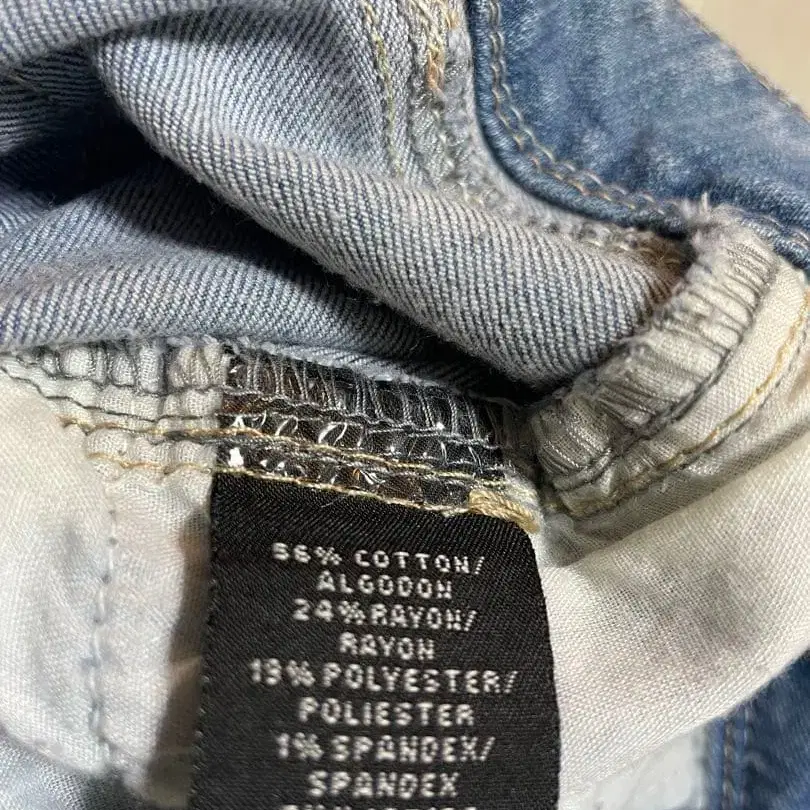 56% COTTON/
ALGODON
24% RAYON/
RAYON
19% POLYESTER/
POLIESTER
1% SPANDEX/
SPANDEX